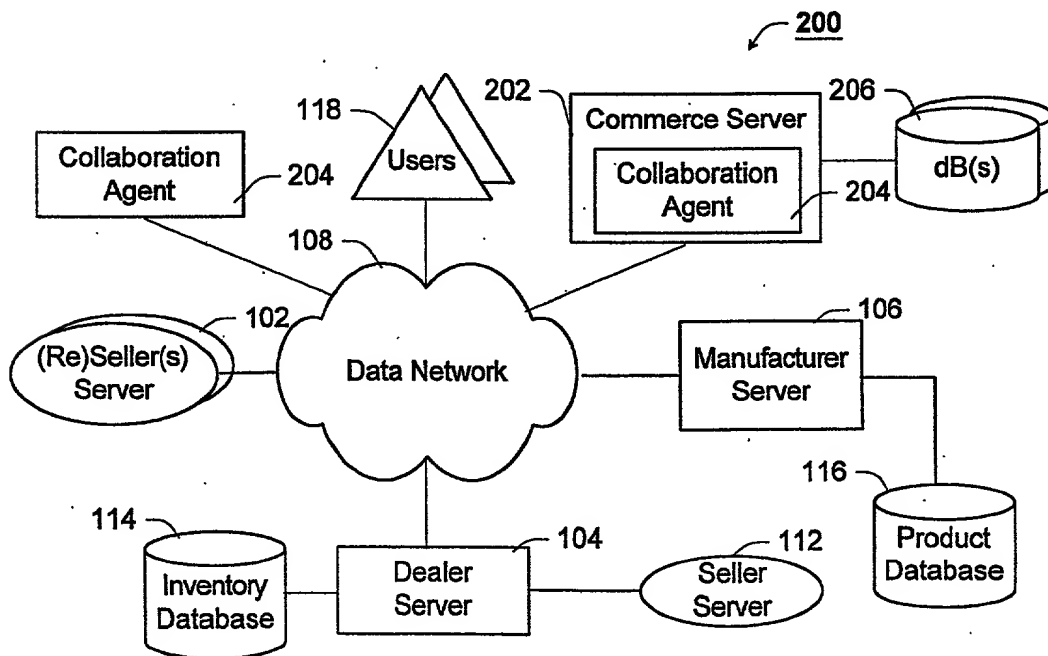 200
118
202
206
Commerce Server
Collaboration
Agent
204
Users
Collaboration
Agent
204
dB(s)
108
102
106
(Re)Seller(s)
Server
Data Network
Manufacturer
Server
116
114
104
112
Inventory
Database
Dealer
Server
Seller
Server
Product
Database